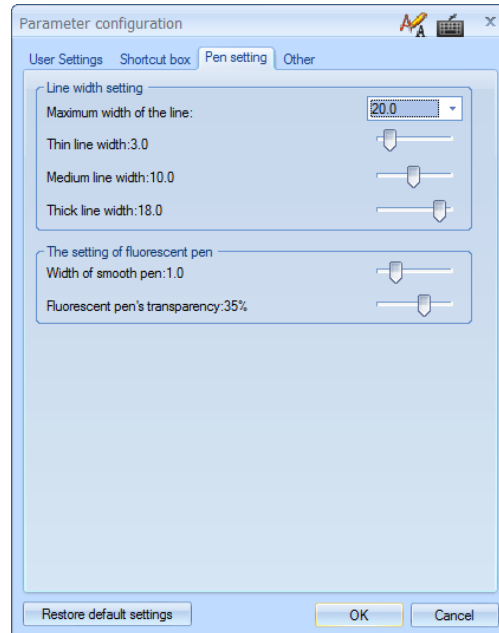 Parameter configuration
User Settings Shortcut box Pen setting Other
Line width setting
Maximum width of the line: 20.0
Thin line width:3.0
Medium line width:10.0
Thick line width:18.0
The setting of fluorescent pen
Width of smooth pen:1.0
Fluorescent pen's transparency:35%
Restore default settings OK Cancel